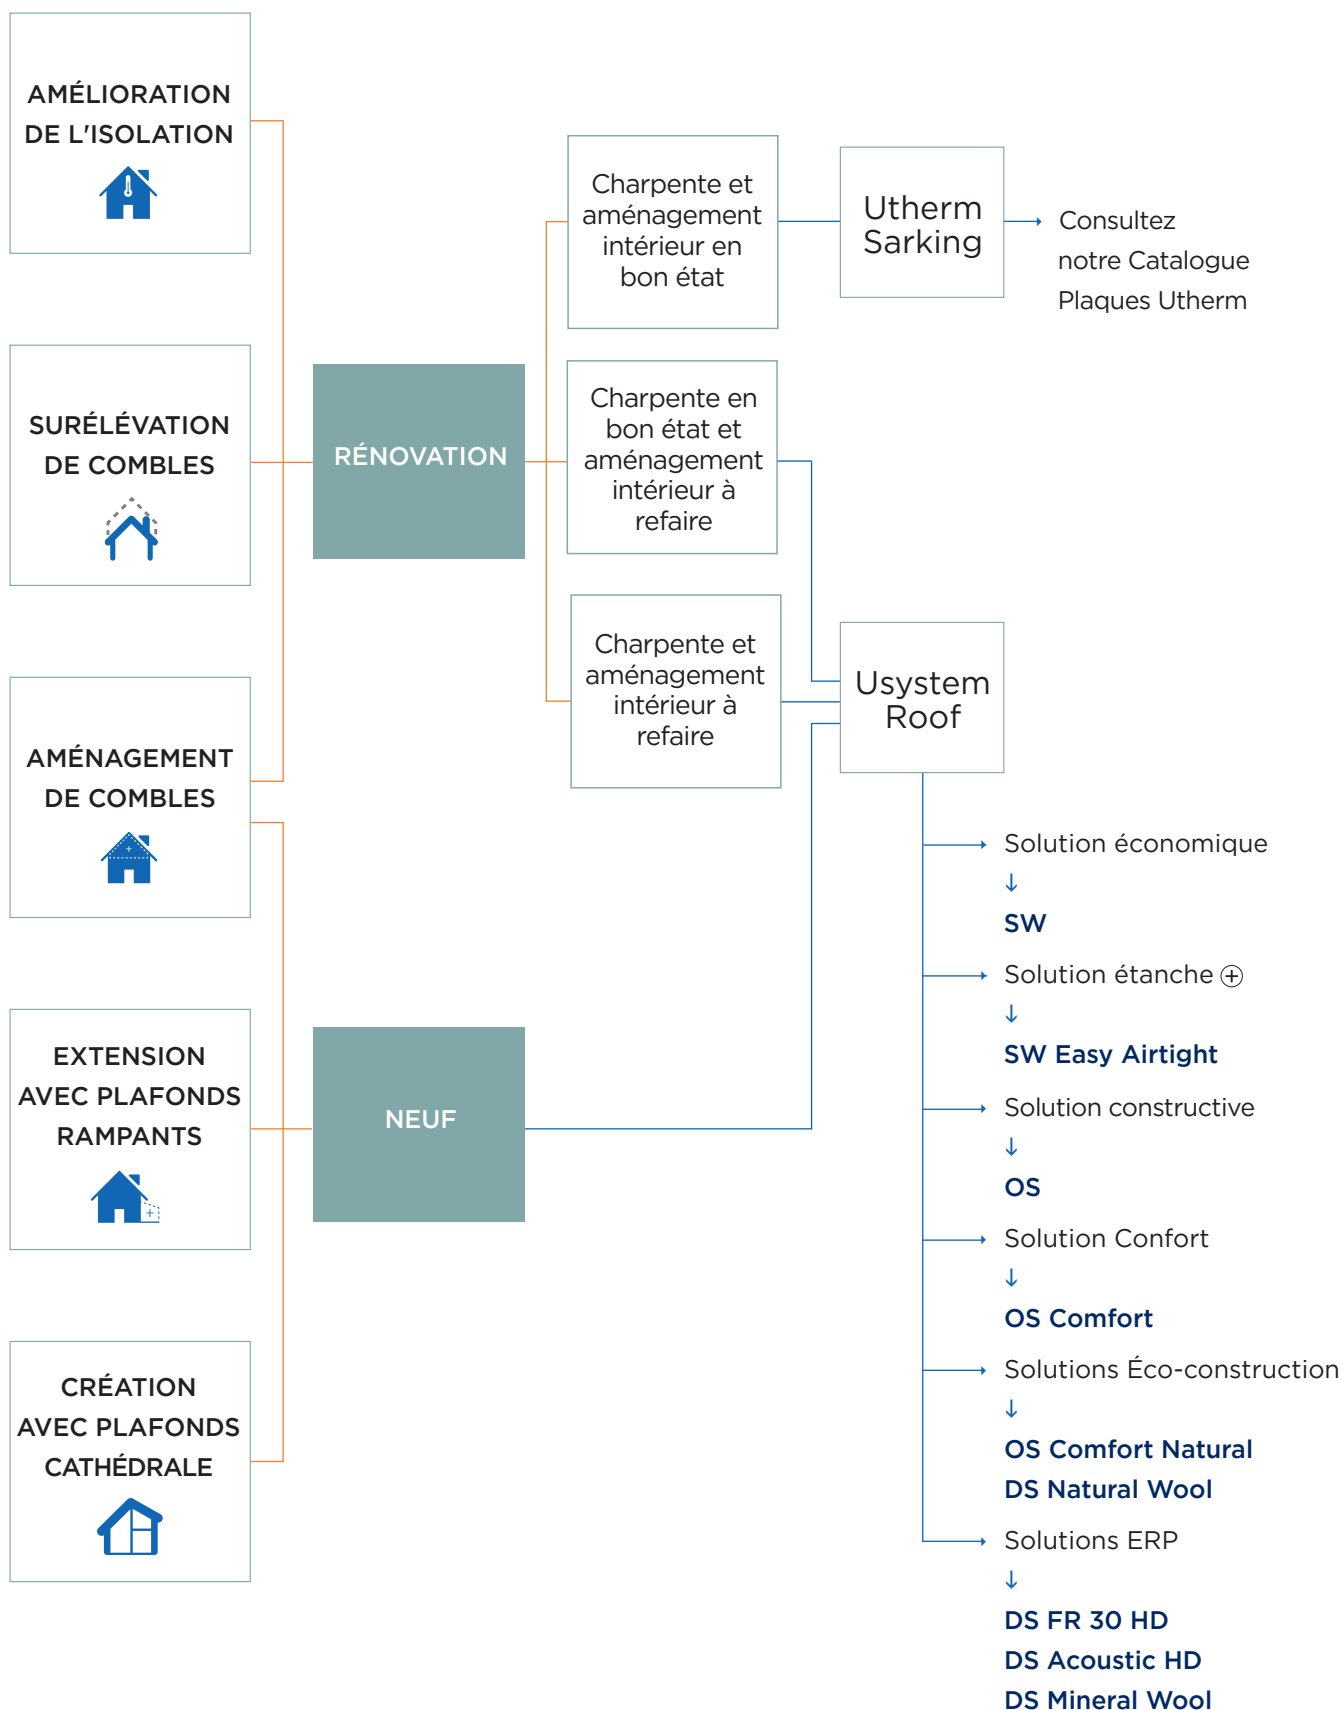 AMÉLIORATION
DE L'ISOLATION
SURÉLÉVATION
DE COMBLES
AMÉNAGEMENT
DE COMBLES
EXTENSION
AVEC PLAFONDS
RAMPANTS
CRÉATION
AVEC PLAFONDS
CATHÉDRALE
RÉNOVATION
NEUF
Charpente et
aménagement
intérieur en
bon état
Charpente en
bon état et
aménagement
intérieur à
refaire
Charpente et
aménagement
intérieur à
refaire
Utherm
Sarking
Consultez
notre Catalogue
Plaques Utherm
Usystem
Roof
Solution économique
↓
SW
Solution étanche ⊕
↓
SW Easy Airtight
Solution constructive
↓
OS
Solution Confort
↓
OS Comfort
Solutions Éco-construction
↓
OS Comfort Natural
DS Natural Wool
Solutions ERP
↓
DS FR 30 HD
DS Acoustic HD
DS Mineral Wool